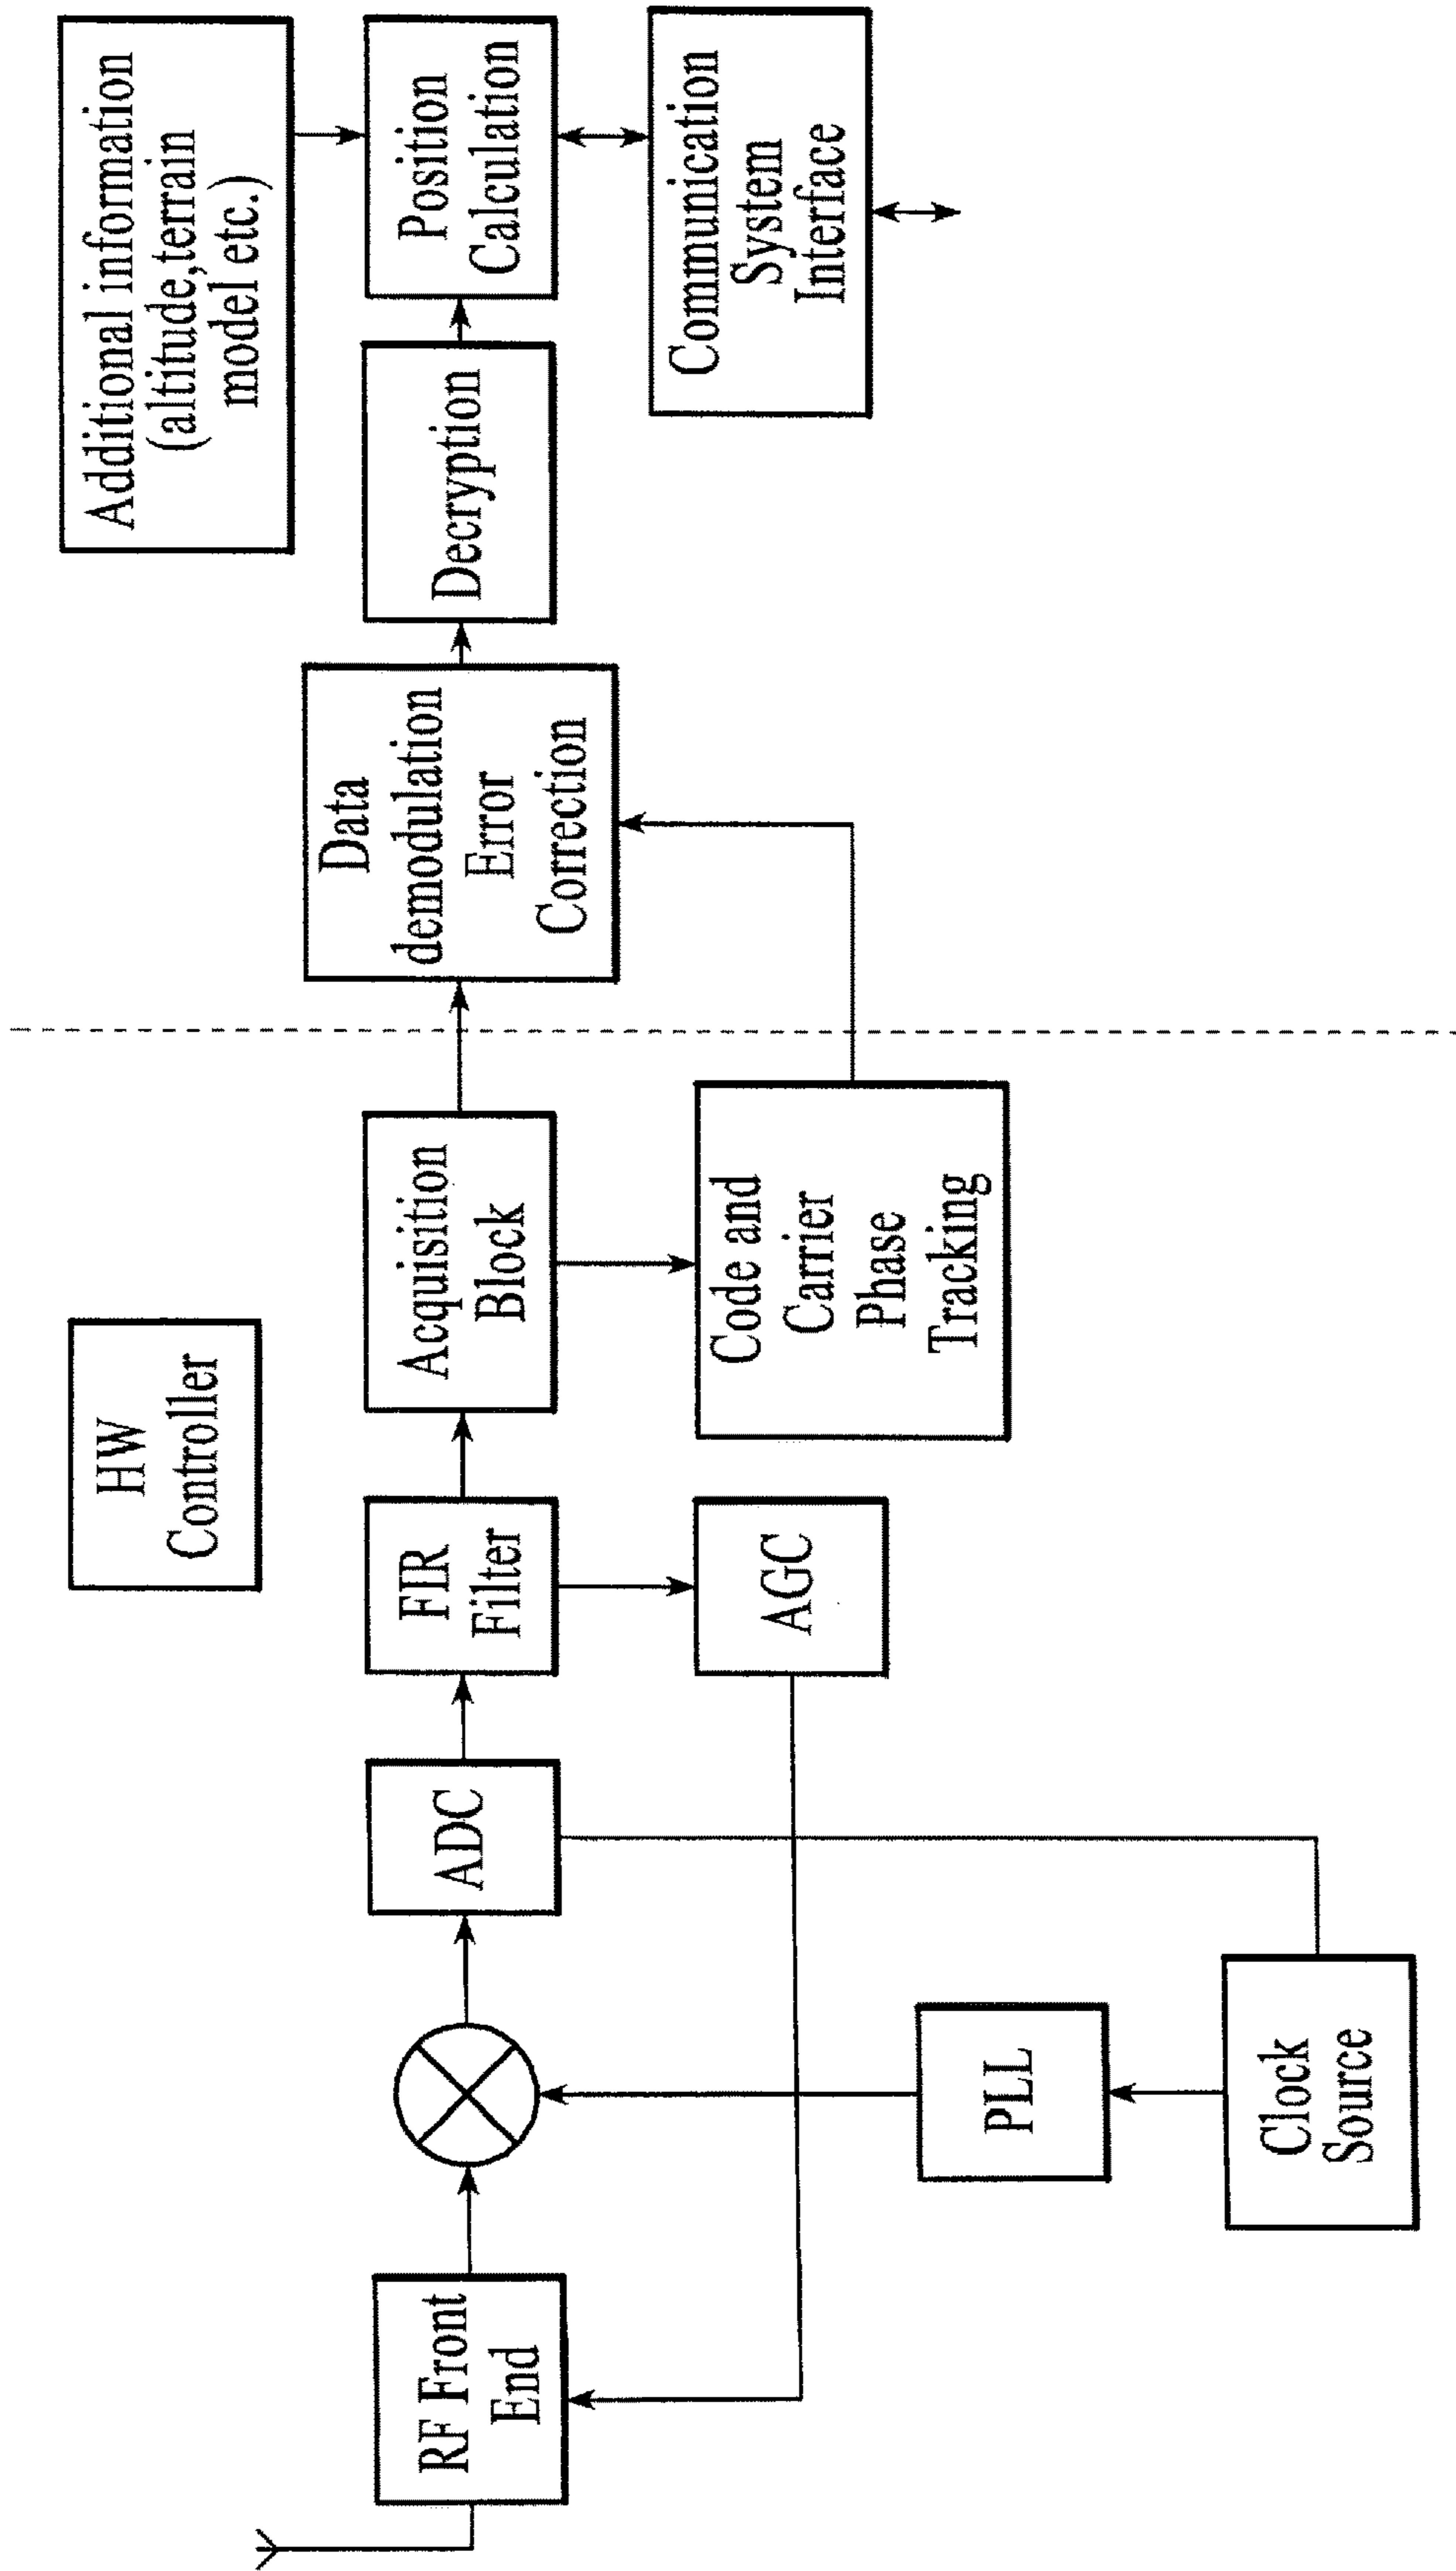 Additional information
(altitude,terrain
model etc.)
HW
Controller
RF Front
End
ADC
FIR
Filter
Acquisition
Block
Data
demodulation
Error
Correction
Decryption
Position
Calculation
AGC
Code and
Carrier
Phase
Tracking
Communication
System
Interface
PLL
Clock
Source